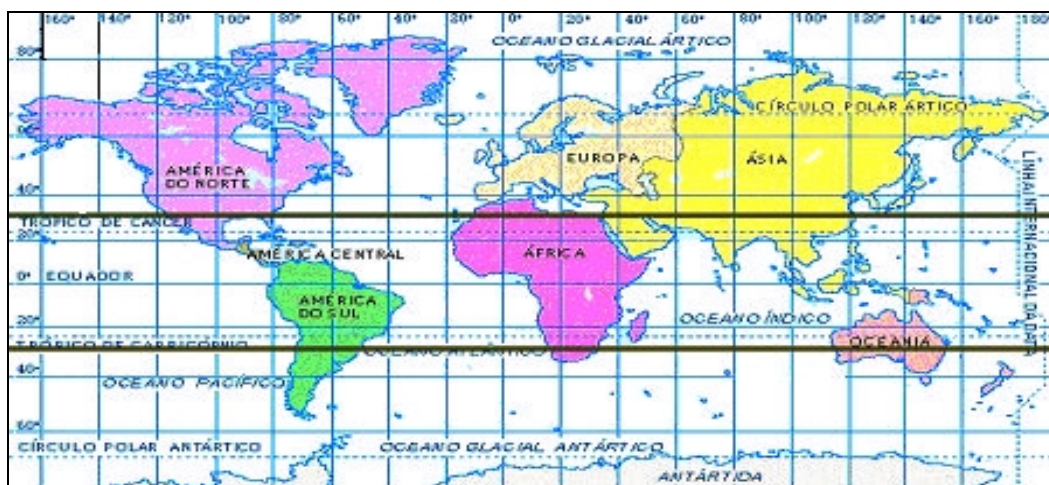 160° 120° 100° 80° 60° 40° 20° 0° 20° 40° 60° 80° 100° 120° 140° 160° 180°
OCEANO GLACIAL ÁRTICO
80°
CÍRCULO POLAR ÁRTICO
60°
EUROPA
ÁSIA
AMÉRICA
DO NORTE
40°
LINHA INTERNACIONAL DA DATA
TRÓPICO DE CÂNCER
20°
AMÉRICA CENTRAL
ÁFRICA
0° EQUADOR
AMÉRICA
DO SUL
20°
OCEANO ÍNDICO
TRÓPICO DE CAPRICÓRNIO
OCEANIA
OCEANO ATLÂNTICO
40°
OCEANO PACÍFICO
60°
CÍRCULO POLAR ANTÁRTICO
OCEANO GLACIAL ANTÁRTICO
ANTÁRTIDA